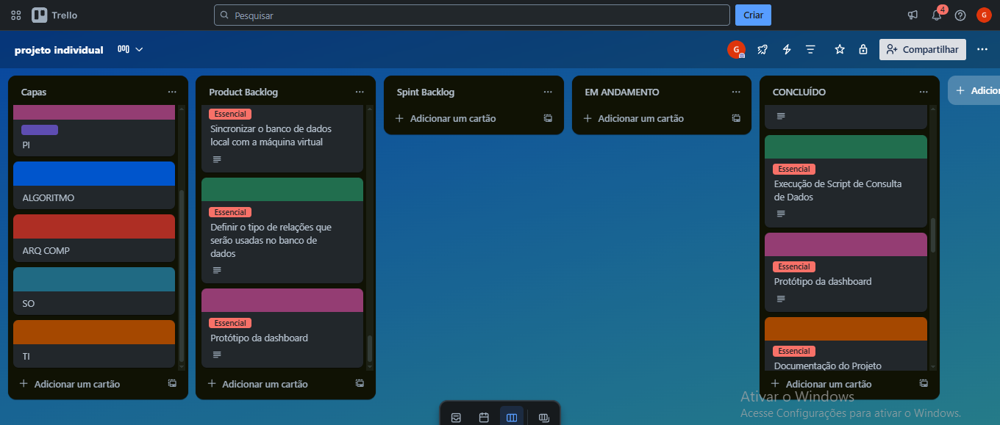 Trello
Pesquisar
Criar
4
G
projeto individual
G
Compartilhar
Capas
PI
ALGORITMO
ARQ COMP
SO
TI
Adicionar um cartão
Product Backlog
Essencial
Sincronizar o banco de dados
local com a máquina virtual
Essencial
Definir o tipo de relações que
serão usadas no banco de
dados
Essencial
Protótipo da dashboard
Adicionar um cartão
Spint Backlog
Adicionar um cartão
EM ANDAMENTO
Adicionar um cartão
CONCLUÍDO
Essencial
Execução de Script de Consulta
de Dados
Essencial
Protótipo da dashboard
Essencial
Documentação do Projeto
Adicionar um cartão
Adicion
Ativar o Windows
Acesse Configurações para ativar o Windows.